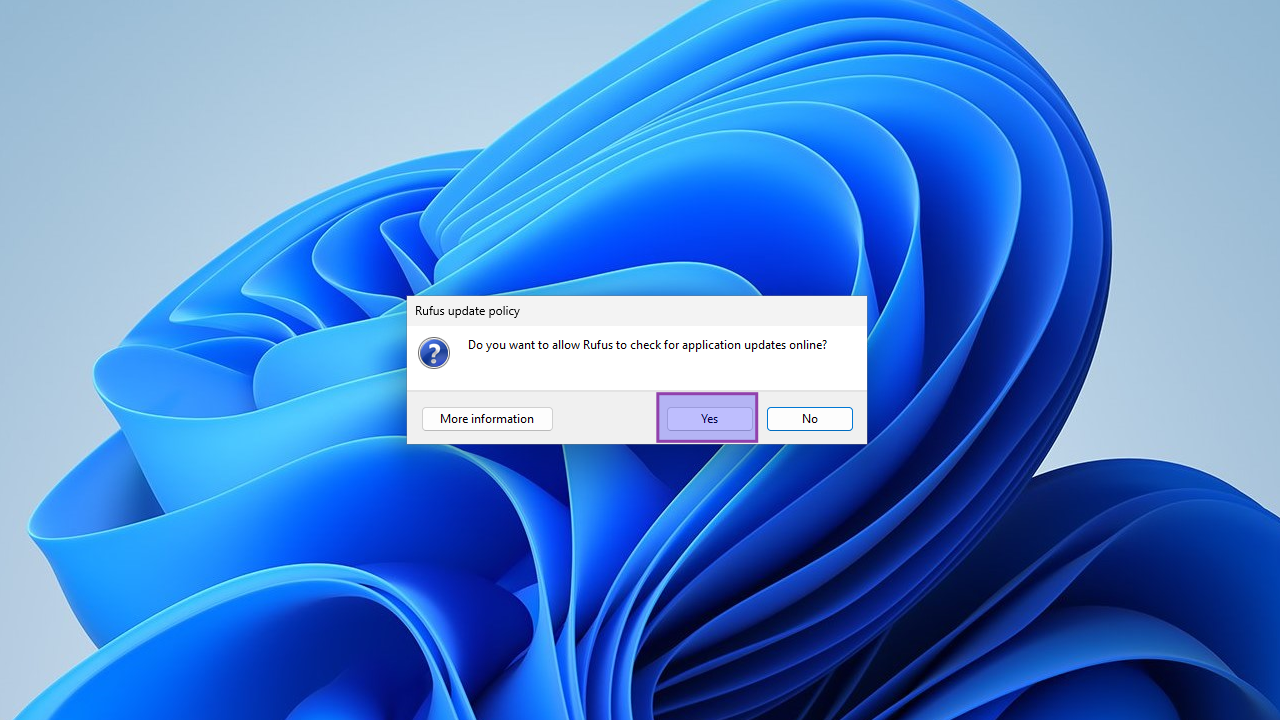 Rufus update policy
Do you want to allow Rufus to check for application updates online?
More information
Yes
No